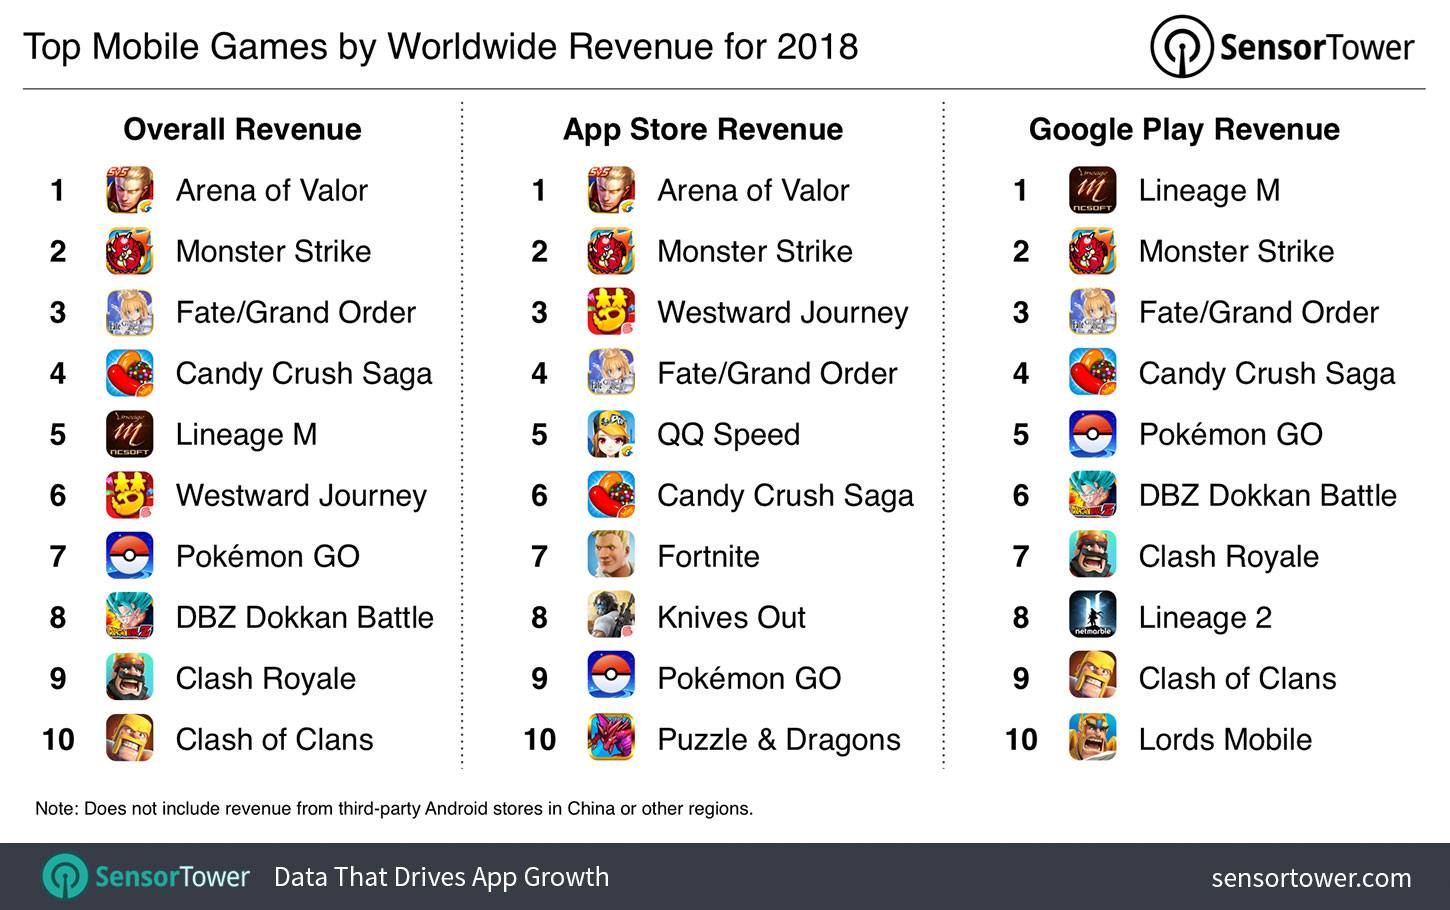 Top Mobile Games by Worldwide Revenue for 2018
SensorTower
Overall Revenue
1 Arena of Valor
2 Monster Strike
3 Fate/Grand Order
4 Candy Crush Saga
5 Lineage M
6 Westward Journey
7 Pokémon GO
8 DBZ Dokkan Battle
9 Clash Royale
10 Clash of Clans
App Store Revenue
1 Arena of Valor
2 Monster Strike
3 Westward Journey
4 Fate/Grand Order
5 QQ Speed
6 Candy Crush Saga
7 Fortnite
8 Knives Out
9 Pokémon GO
10 Puzzle & Dragons
Google Play Revenue
1 Lineage M
2 Monster Strike
3 Fate/Grand Order
4 Candy Crush Saga
5 Pokémon GO
6 DBZ Dokkan Battle
7 Clash Royale
8 netmarble Lineage 2
9 Clash of Clans
10 Lords Mobile
Note: Does not include revenue from third-party Android stores in China or other regions.
SensorTower Data That Drives App Growth
sensortower.com